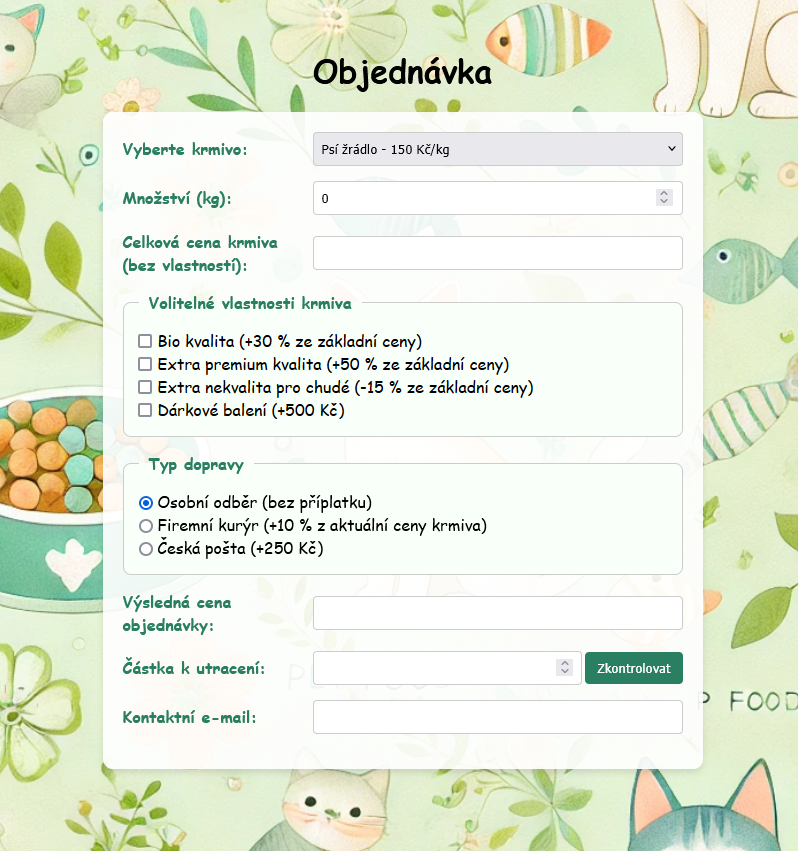 Objednávka
Vyberte krmivo:
Psí žrádlo - 150 Kč/kg
Množství (kg):
0
Celková cena krmiva
(bez vlastností):
Volitelné vlastnosti krmiva
Bio kvalita (+30 % ze základní ceny)
Extra premium kvalita (+50 % ze základní ceny)
Extra nekvalita pro chudé (-15 % ze základní ceny)
Dárkové balení (+500 Kč)
Typ dopravy
Osobní odběr (bez příplatku)
Firemní kurýr (+10 % z aktuální ceny krmiva)
Česká pošta (+250 Kč)
Výsledná cena
objednávky:
Částka k utracení:
Zkontrolovat
P FOOD
Kontaktní e-mail: